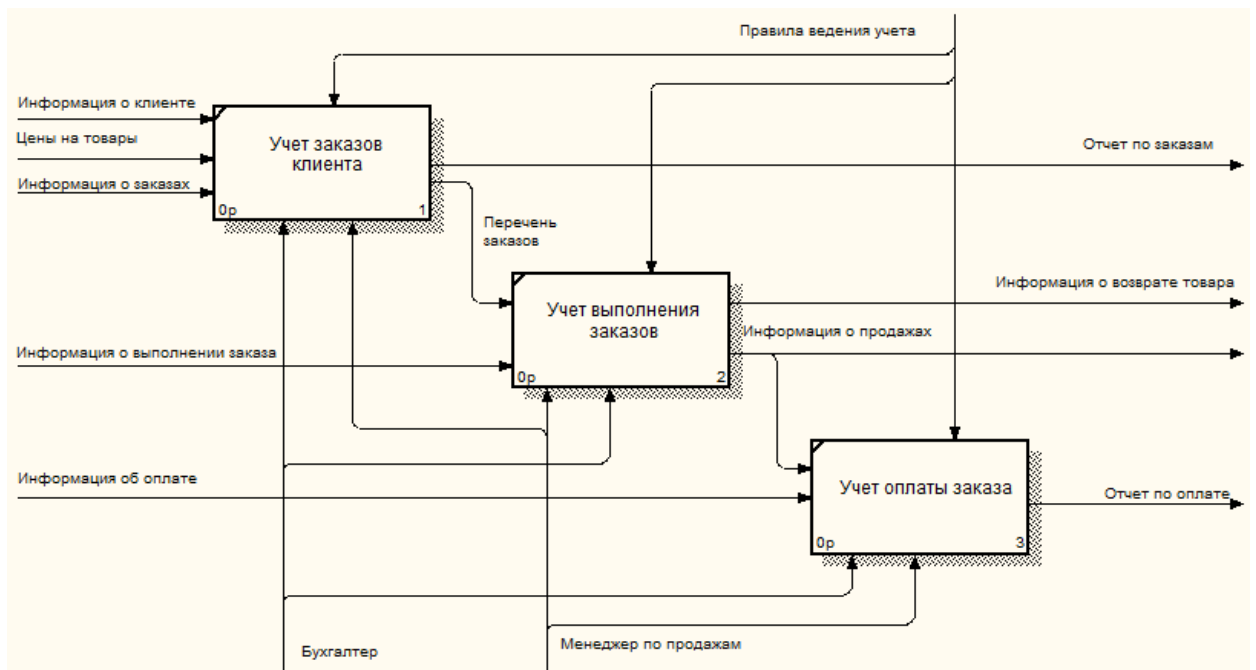 Правила ведения учета
Информация о клиенте
Цены на товары
Информация о заказах
Учет заказов
клиента
0р
1
Отчет по заказам
Перечень
заказов
Информация о возврате товара
Учет выполнения
заказов
0р
2
Информация о продажах
Информация о выполнении заказа
Информация об оплате
Учет оплаты заказа
0р
3
Отчет по оплате
Бухгалтер
Менеджер по продажам